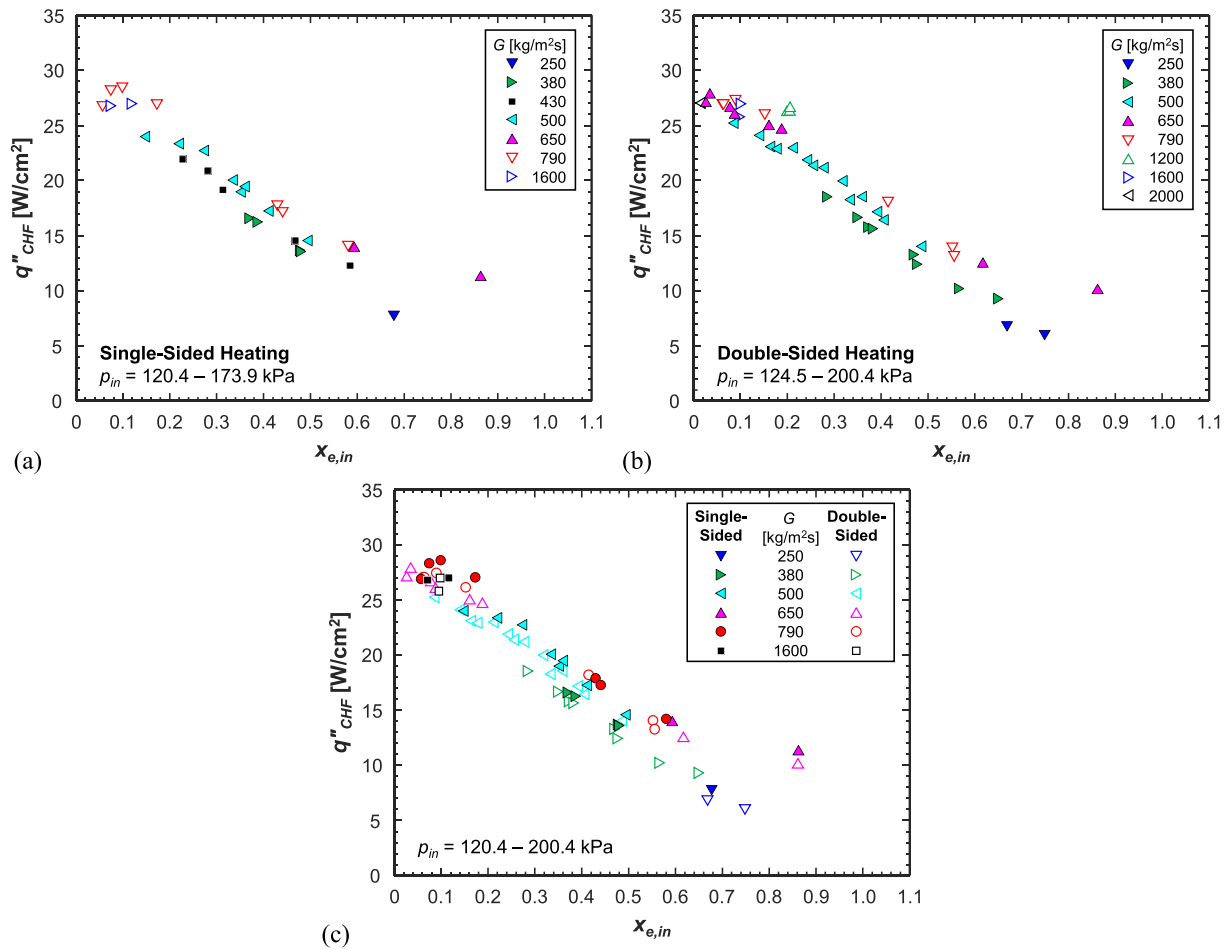 35
30
25
20
15
10
5
0
q"CHF [W/cm²]
G [kg/m²s]
250
380
430
500
650
790
1600
Single-Sided Heating
p_in = 120.4 – 173.9 kPa
0 0.1 0.2 0.3 0.4 0.5 0.6 0.7 0.8 0.9 1.0 1.1
x_e,in
(a)
35
30
25
20
15
10
5
0
q"CHF [W/cm²]
G [kg/m²s]
250
380
500
650
790
1200
1600
2000
Double-Sided Heating
p_in = 124.5 – 200.4 kPa
0 0.1 0.2 0.3 0.4 0.5 0.6 0.7 0.8 0.9 1.0 1.1
x_e,in
(b)
35
30
25
20
15
10
5
0
q"CHF [W/cm²]
Single- G Double-
Sided [kg/m²s] Sided
250
380
500
650
790
1600
p_in = 120.4 – 200.4 kPa
0 0.1 0.2 0.3 0.4 0.5 0.6 0.7 0.8 0.9 1.0 1.1
x_e,in
(c)